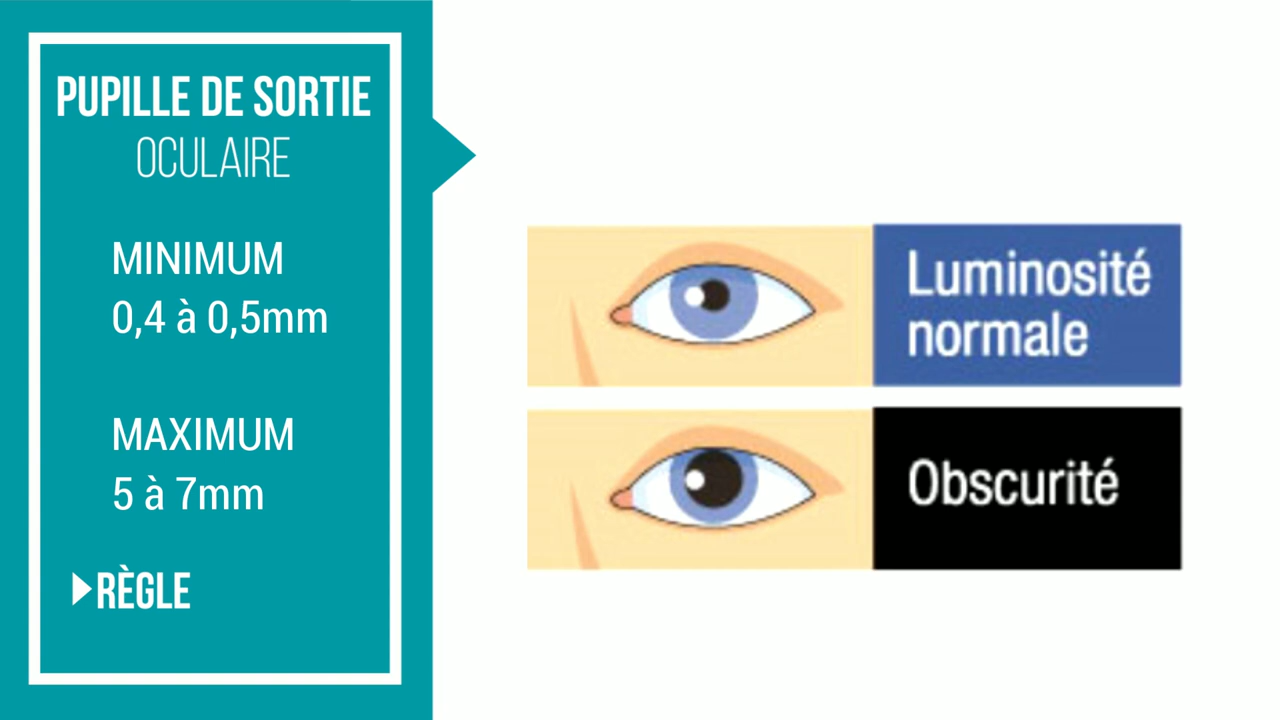 PUPILLE DE SORTIE
OCULAIRE
MINIMUM
0,4 à 0,5mm
MAXIMUM
5 à 7mm
RÈGLE
Luminosité
normale
Obscurité